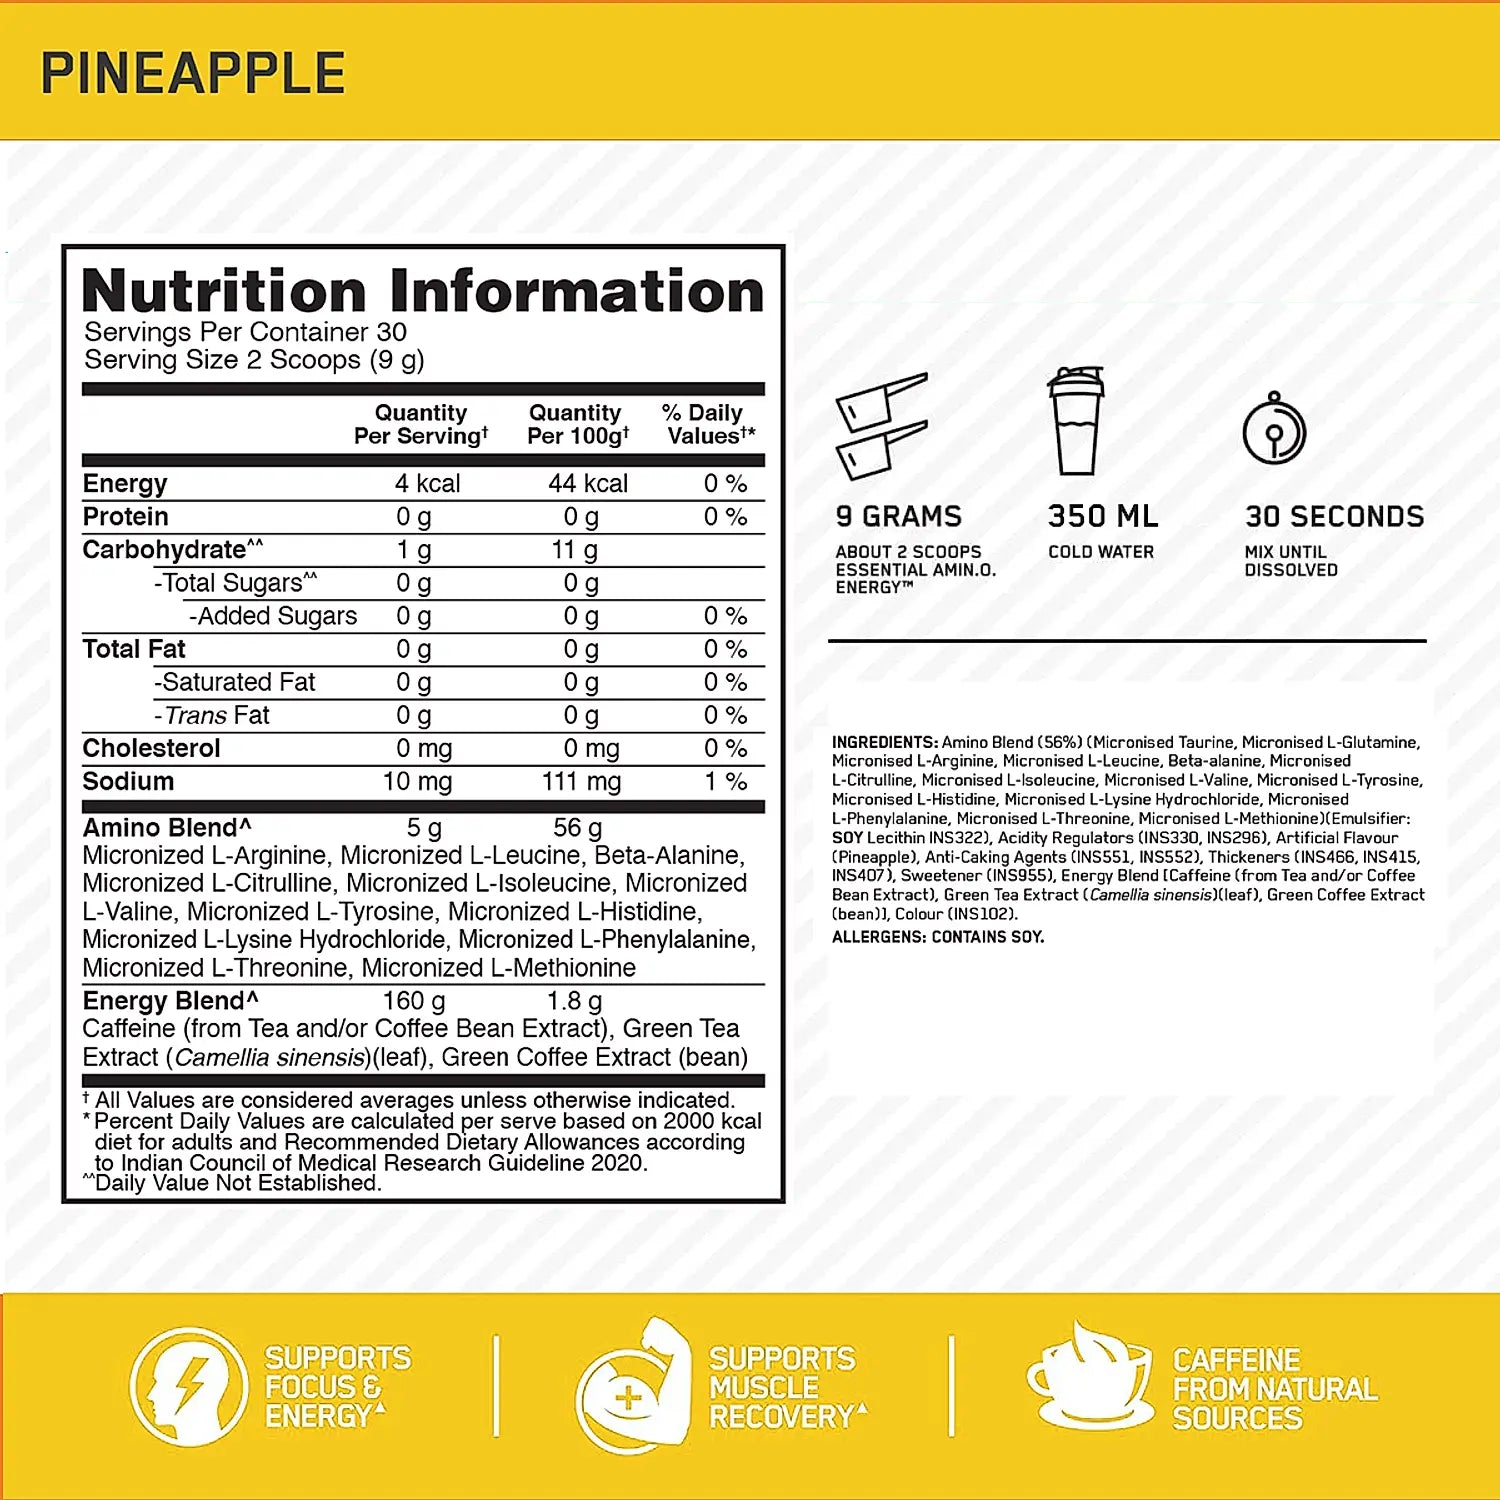 PINEAPPLE
Nutrition Information
Servings Per Container 30
Serving Size 2 Scoops (9 g)
Quantity Per Serving† Quantity Per 100g† % Daily Values†*
Energy 4 kcal 44 kcal 0 %
Protein 0 g 0 g 0 %
Carbohydrate^^ 1 g 11 g
-Total Sugars^^ 0 g 0 g
-Added Sugars 0 g 0 g 0 %
Total Fat 0 g 0 g 0 %
-Saturated Fat 0 g 0 g 0 %
-Trans Fat 0 g 0 g 0 %
Cholesterol 0 mg 0 mg 0 %
Sodium 10 mg 111 mg 1 %
Amino Blend^ 5 g 56 g
Micronized L-Arginine, Micronized L-Leucine, Beta-Alanine,
Micronized L-Citrulline, Micronized L-Isoleucine, Micronized
L-Valine, Micronized L-Tyrosine, Micronized L-Histidine,
Micronized L-Lysine Hydrochloride, Micronized L-Phenylalanine,
Micronized L-Threonine, Micronized L-Methionine
Energy Blend^ 160 g 1.8 g
Caffeine (from Tea and/or Coffee Bean Extract), Green Tea
Extract (Camellia sinensis)(leaf), Green Coffee Extract (bean)
† All Values are considered averages unless otherwise indicated.
* Percent Daily Values are calculated per serve based on 2000 kcal
diet for adults and Recommended Dietary Allowances according
to Indian Council of Medical Research Guideline 2020.
^^Daily Value Not Established.
9 GRAMS
ABOUT 2 SCOOPS
ESSENTIAL AMIN.O.
ENERGY™
350 ML
COLD WATER
30 SECONDS
MIX UNTIL
DISSOLVED
INGREDIENTS: Amino Blend (56%) (Micronised Taurine, Micronised L-Glutamine,
Micronised L-Arginine, Micronised L-Leucine, Beta-alanine, Micronised
L-Citrulline, Micronised L-Isoleucine, Micronised L-Valine, Micronised L-Tyrosine,
Micronised L-Histidine, Micronised L-Lysine Hydrochloride, Micronised
L-Phenylalanine, Micronised L-Threonine, Micronised L-Methionine)(Emulsifier:
SOY Lecithin INS322), Acidity Regulators (INS330, INS296), Artificial Flavour
(Pineapple), Anti-Caking Agents (INS551, INS552), Thickeners (INS466, INS415,
INS407), Sweetener (INS955), Energy Blend [Caffeine (from Tea and/or Coffee
Bean Extract), Green Tea Extract (Camellia sinensis)(leaf), Green Coffee Extract
(bean)], Colour (INS102).
ALLERGENS: CONTAINS SOY.
SUPPORTS
FOCUS &
ENERGY▲
SUPPORTS
MUSCLE
RECOVERY▲
CAFFEINE
FROM NATURAL
SOURCES